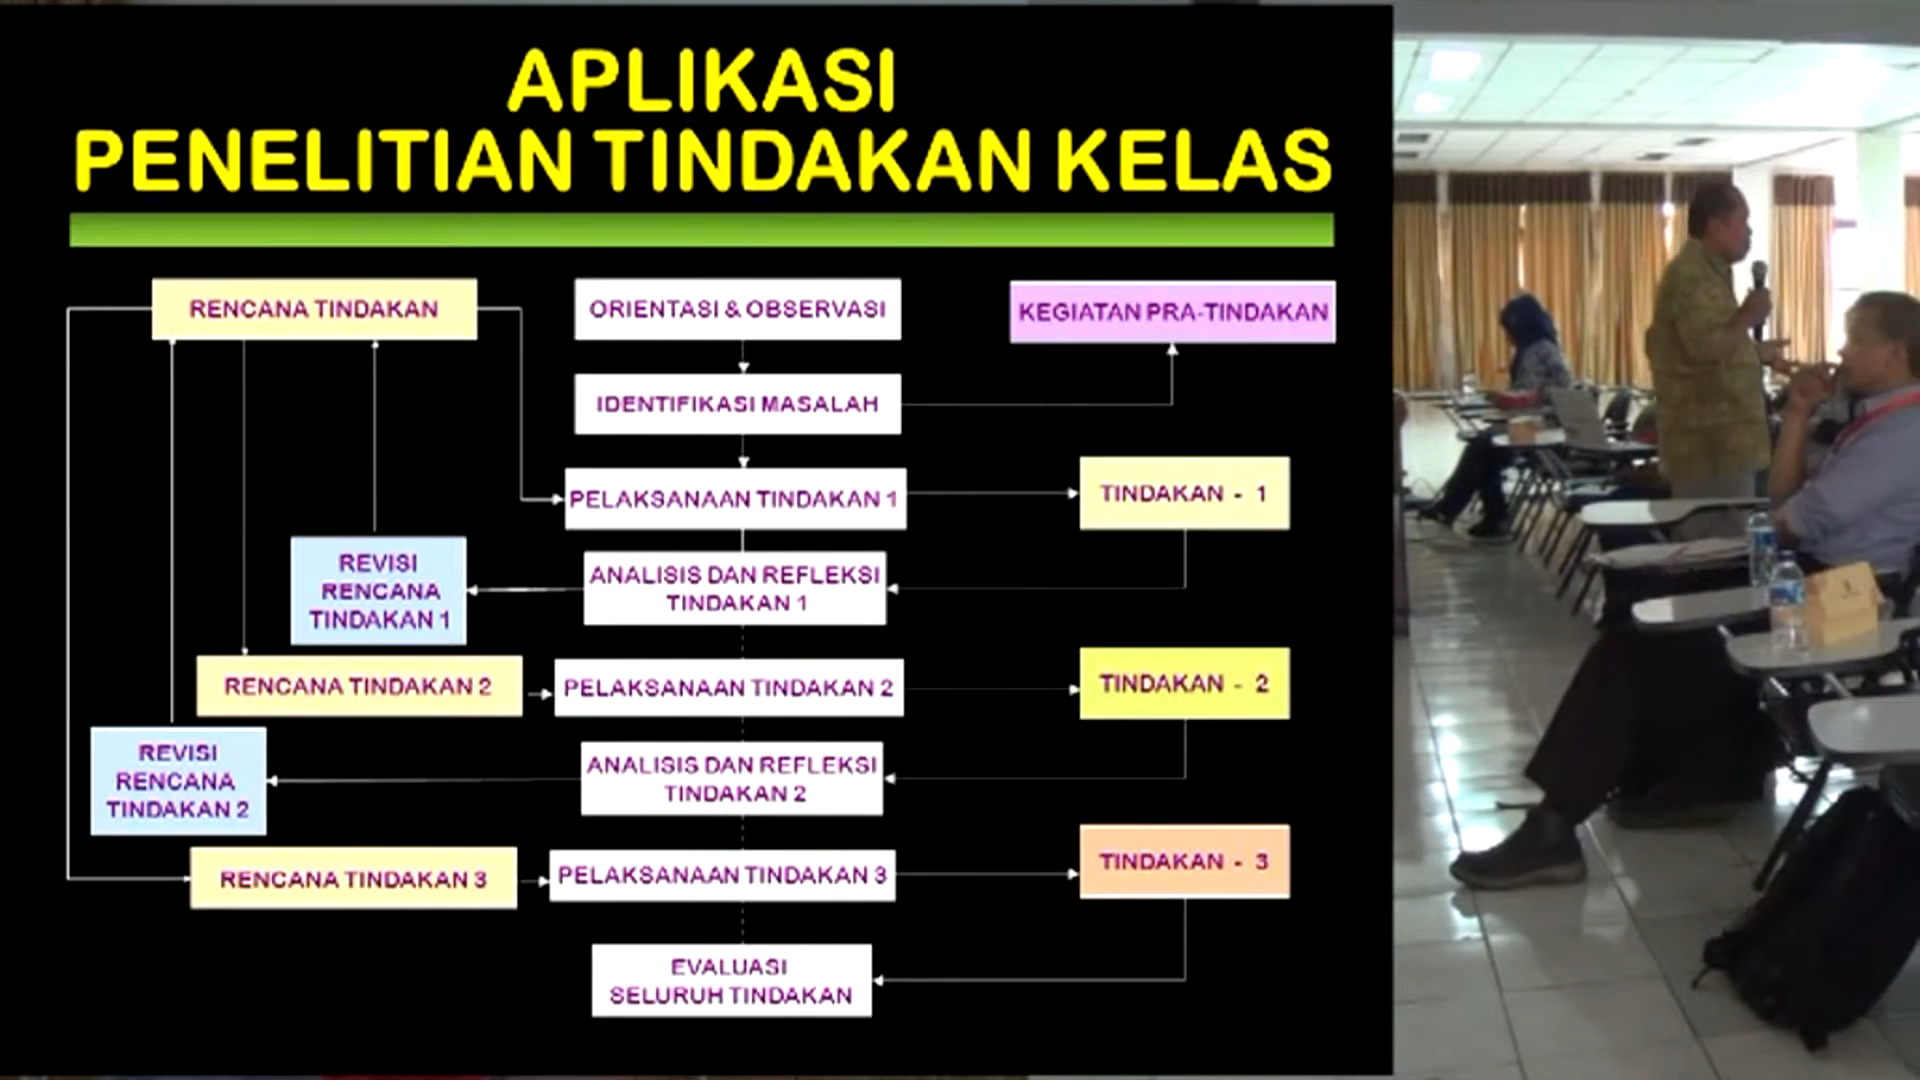 APLIKASI
PENELITIAN TINDAKAN KELAS
RENCANA TINDAKAN
ORIENTASI & OBSERVASI
KEGIATAN PRA-TINDAKAN
IDENTIFIKASI MASALAH
PELAKSANAAN TINDAKAN 1
TINDAKAN - 1
REVISI
RENCANA
TINDAKAN 1
ANALISIS DAN REFLEKSI
TINDAKAN 1
RENCANA TINDAKAN 2
PELAKSANAAN TINDAKAN 2
TINDAKAN - 2
REVISI
RENCANA
TINDAKAN 2
ANALISIS DAN REFLEKSI
TINDAKAN 2
RENCANA TINDAKAN 3
PELAKSANAAN TINDAKAN 3
TINDAKAN - 3
EVALUASI
SELURUH TINDAKAN